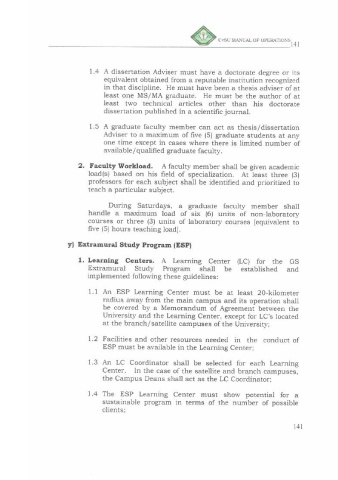 CMSC MANUAL OF OPERATIONS 141
1.4 A dissertation Adviser must have a doctorate degree or its
equivalent obtained from a reputable institution recognized
in that discipline. He must have been a thesis adviser of at
least one MS/MA graduate. He must be the author of at
least two technical articles other than his doctorate
dissertation published in a scientific journal.
1.5 A graduate faculty member can act as thesis/dissertation
Adviser to a maximum of five (5) graduate students at any
one time except in cases where there is limited number of
available/qualified graduate faculty.
2. Faculty Workload. A faculty member shall be given academic
load(s) based on his field of specialization. At least three (3)
professors for each subject shall be identified and prioritized to
teach a particular subject.
During Saturdays, a graduate faculty member shall
handle a maximum load of six (6) units of non-laboratory
courses or three (3) units of laboratory courses [equivalent to
five (5) hours teaching load].
y) Extramural Study Program (ESP)
1. Learning Centers. A Learning Center (LC) for the GS
Extramural Study Program shall be established and
implemented following these guidelines:
1.1 An ESP Learning Center must be at least 20-kilometer
radius away from the main campus and its operation shall
be covered by a Memorandum of Agreement between the
University and the Learning Center, except for LC's located
at the branch/satellite campuses of the University;
1.2 Facilities and other resources needed in the conduct of
ESP must be available in the Learning Center;
1.3 An LC Coordinator shall be selected for each Learning
Center. In the case of the satellite and branch campuses,
the Campus Deans shall act as the LC Coordinator;
1.4 The ESP Learning Center must show potential for a
sustainable program in terms of the number of possible
clients;
141